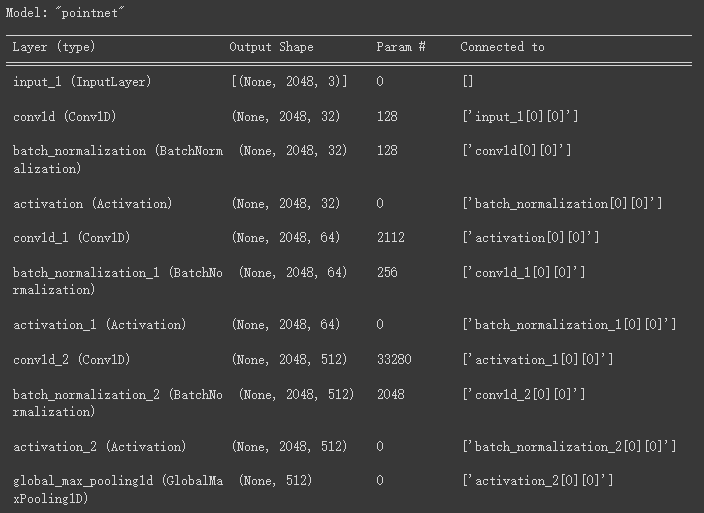 Model: "pointnet"
Layer (type) Output Shape Param # Connected to
input_1 (InputLayer) [(None, 2048, 3)] 0 []
conv1d (Conv1D) (None, 2048, 32) 128 ['input_1[0][0]']
batch_normalization (BatchNorm (None, 2048, 32) 128 ['conv1d[0][0]']
alization)
activation (Activation) (None, 2048, 32) 0 ['batch_normalization[0][0]']
conv1d_1 (Conv1D) (None, 2048, 64) 2112 ['activation[0][0]']
batch_normalization_1 (BatchNo (None, 2048, 64) 256 ['conv1d_1[0][0]']
rmalization)
activation_1 (Activation) (None, 2048, 64) 0 ['batch_normalization_1[0][0]']
conv1d_2 (Conv1D) (None, 2048, 512) 33280 ['activation_1[0][0]']
batch_normalization_2 (BatchNo (None, 2048, 512) 2048 ['conv1d_2[0][0]']
rmalization)
activation_2 (Activation) (None, 2048, 512) 0 ['batch_normalization_2[0][0]']
global_max_pooling1d (GlobalMa (None, 512) 0 ['activation_2[0][0]']
xPooling1D)